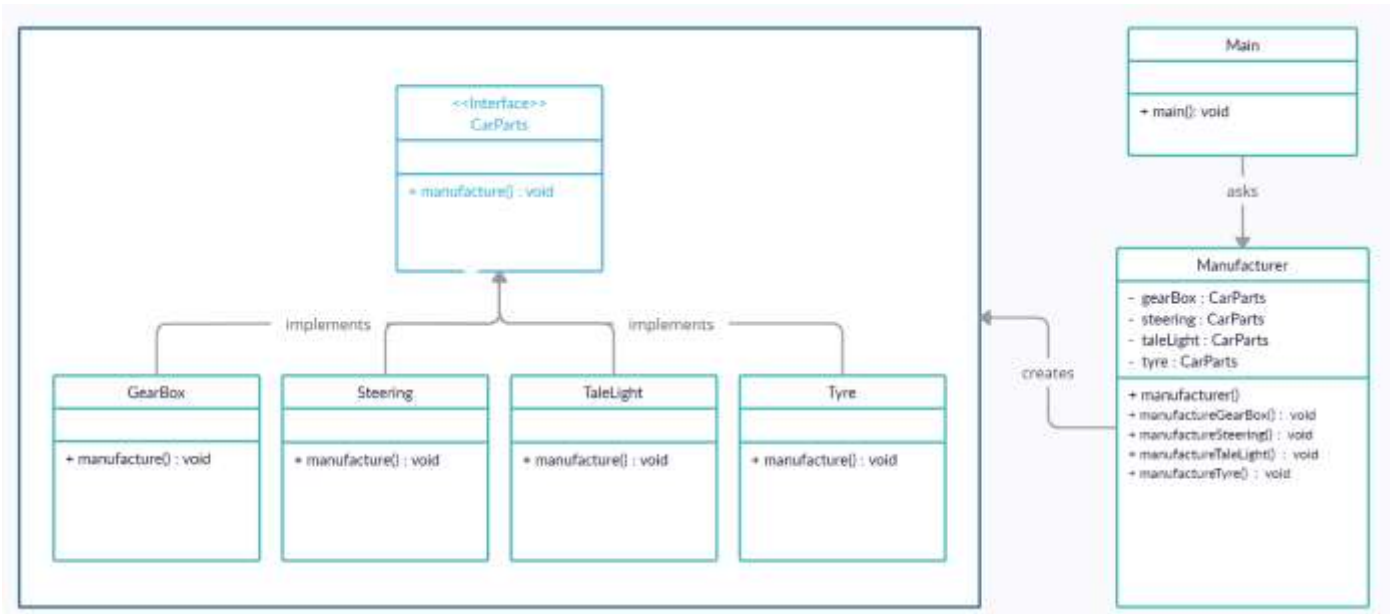 <<Interface>>
CarParts
+ manufacture() : void
implements
implements
GearBox
+ manufacture() : void
Steering
+ manufacture() : void
TaleLight
+ manufacture() : void
Tyre
+ manufacture() : void
Main
+ main(): void
asks
Manufacturer
- gearBox : CarParts
- steering : CarParts
- taleLight : CarParts
- tyre : CarParts
+ manufacturer()
+ manufactureGearBox() : void
+ manufactureSteering() : void
+ manufactureTaleLight() : void
+ manufactureTyre() : void
creates